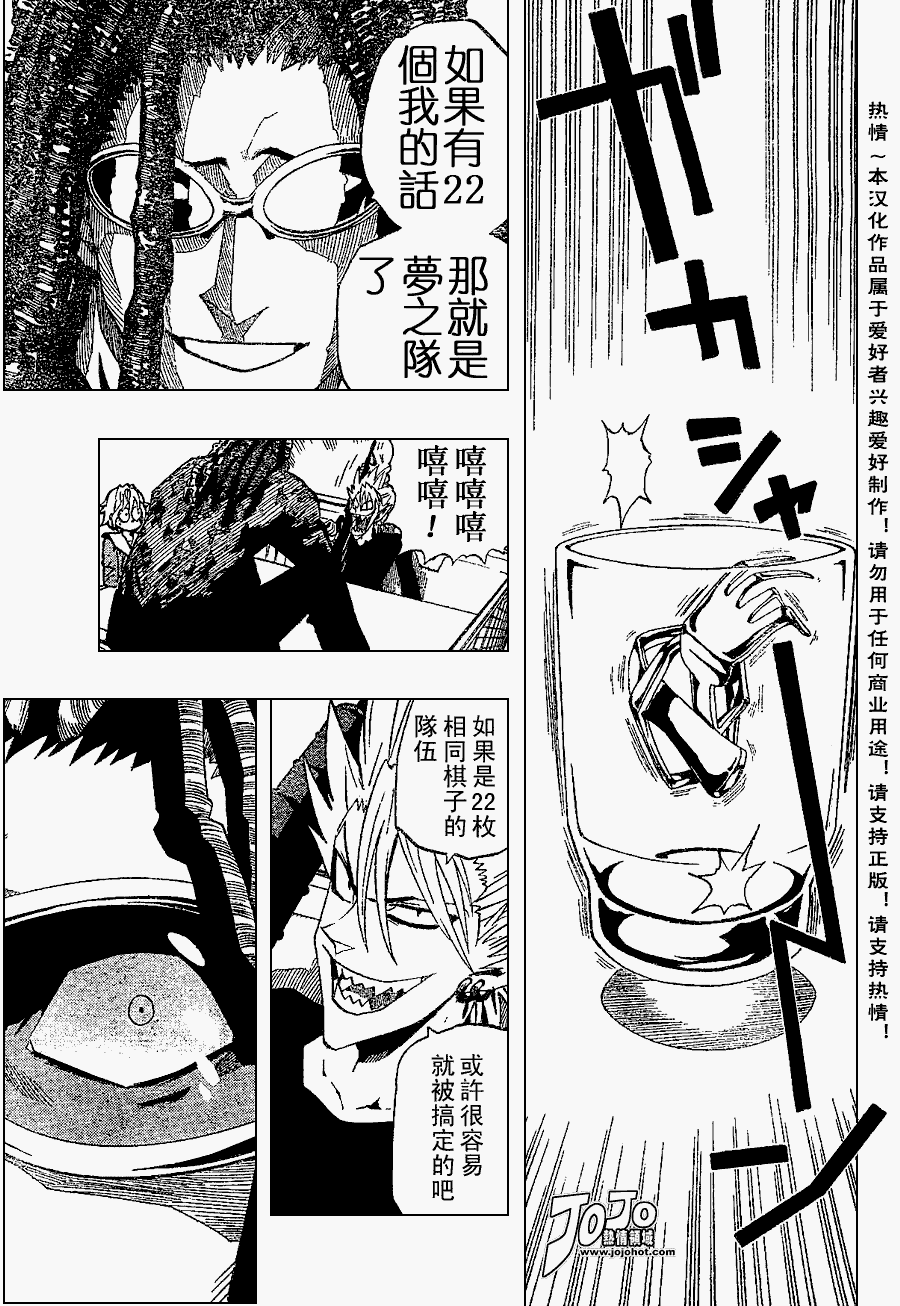 ガシャーン
如果有22
個我的話
那就是
夢之隊
了
嘻嘻嘻
嘻嘻！
如果是22枚
相同棋子的
隊伍
或許很容易
就被搞定的吧
热情～本汉化作品属于爱好者兴趣爱好制作！请勿用于任何商业用途！请支持正版！请支持热情！
JOJO
熱情領域
www.jojohot.com